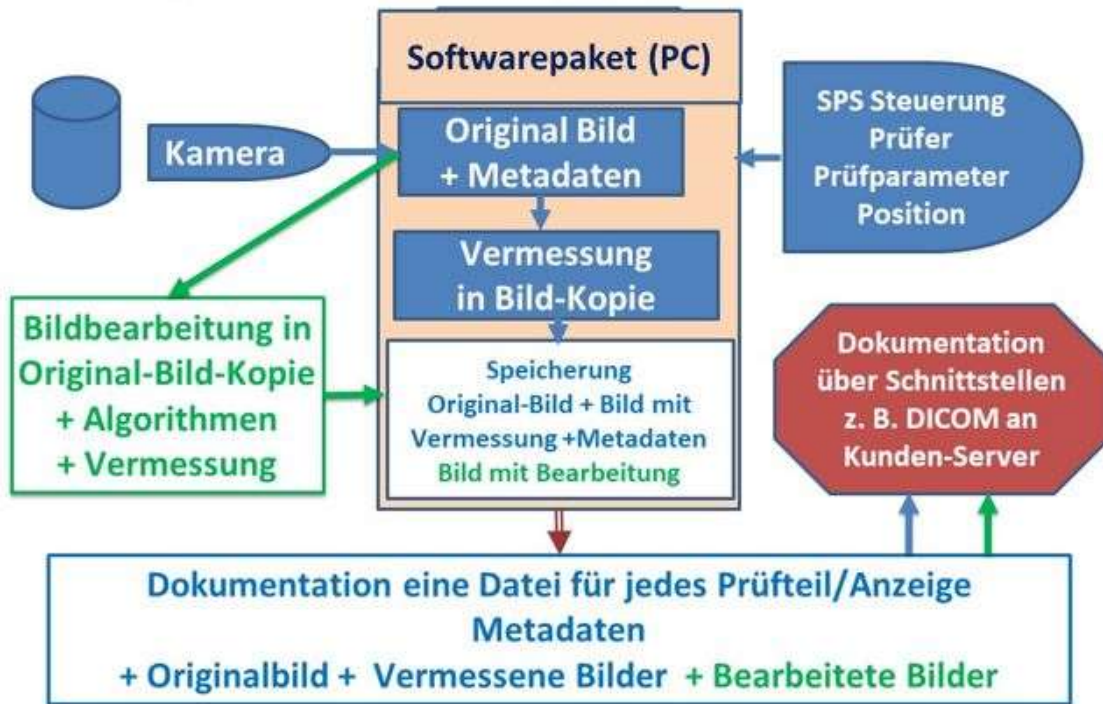 Softwarepaket (PC)
Kamera
Original Bild
+ Metadaten
SPS Steuerung
Prüfer
Prüfparameter
Position
Vermessung
in Bild-Kopie
Bildbearbeitung in
Original-Bild-Kopie
+ Algorithmen
+ Vermessung
Speicherung
Original-Bild + Bild mit
Vermessung +Metadaten
Bild mit Bearbeitung
Dokumentation
über Schnittstellen
z. B. DICOM an
Kunden-Server
Dokumentation eine Datei für jedes Prüfteil/Anzeige
Metadaten
+ Originalbild + Vermessene Bilder + Bearbeitete Bilder